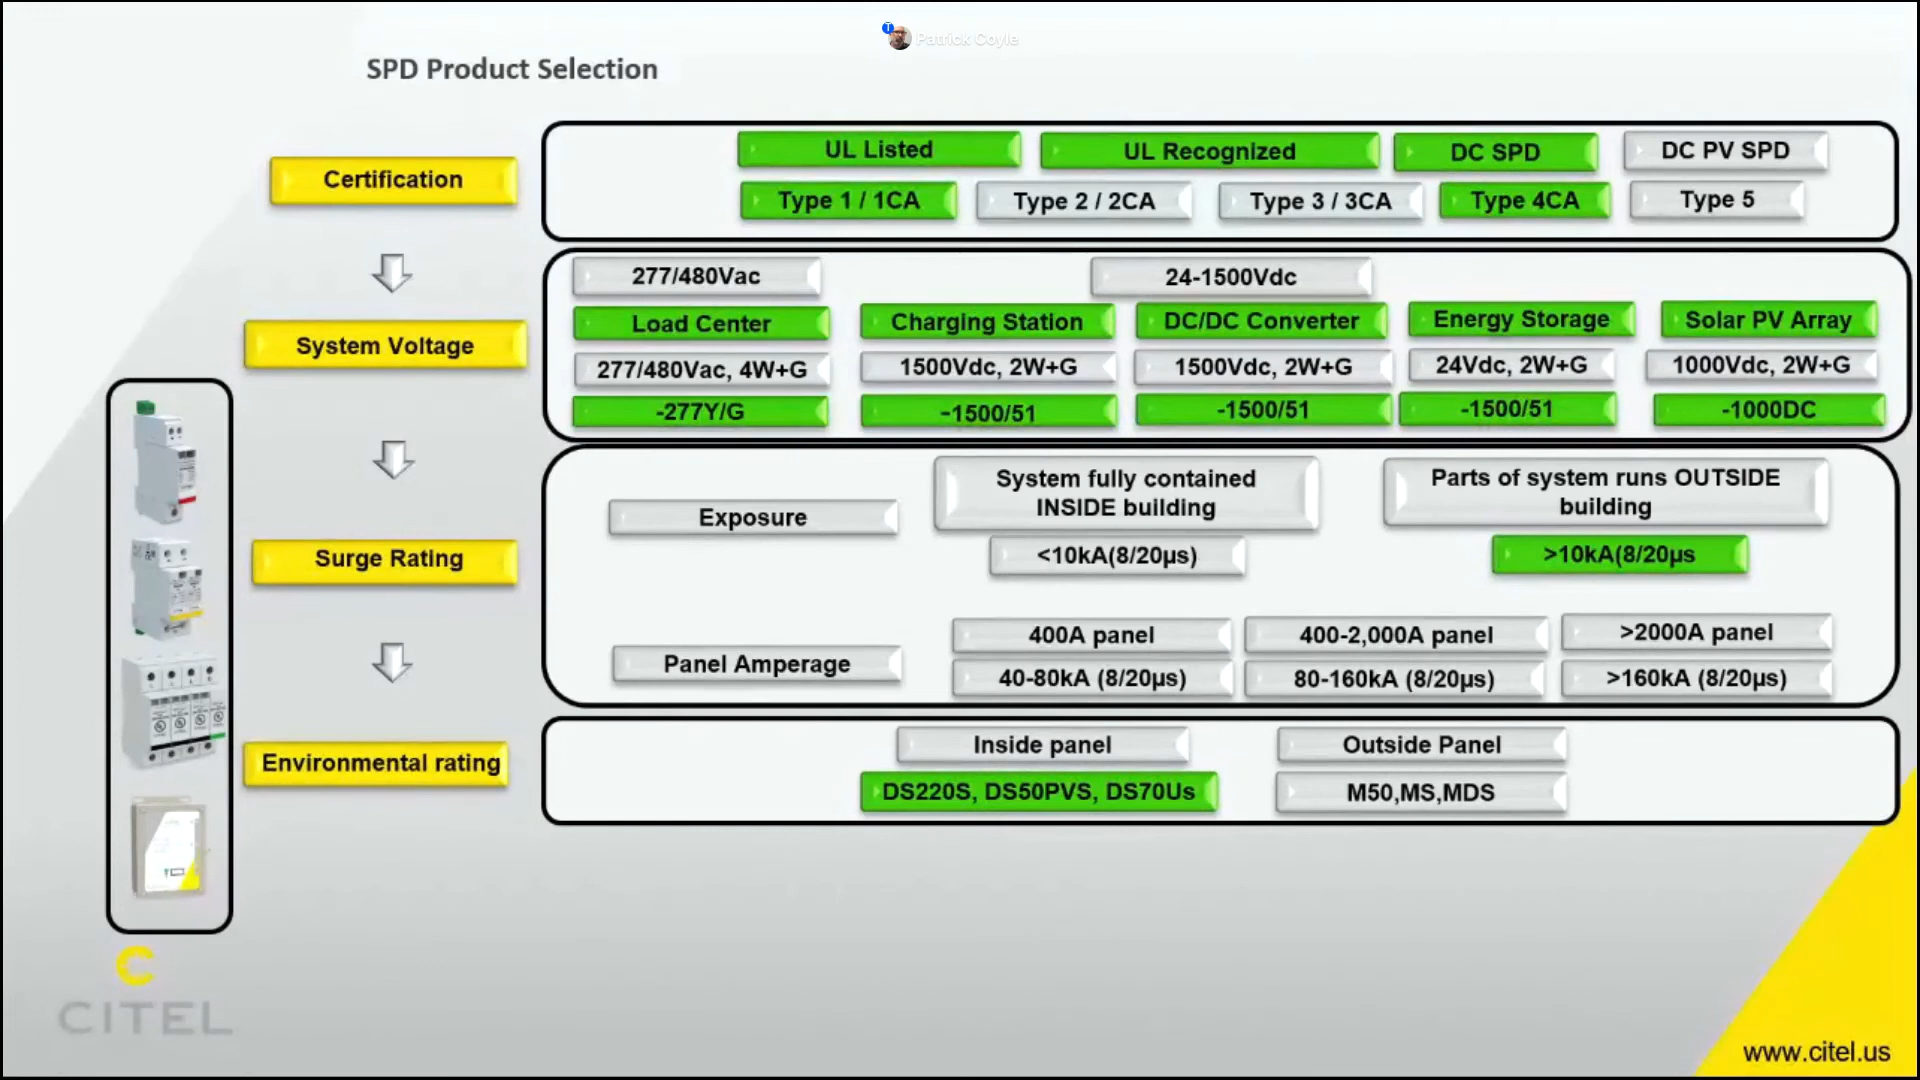 Patrick Coyle
SPD Product Selection
Certification
UL Listed
UL Recognized
DC SPD
DC PV SPD
Type 1 / 1CA
Type 2 / 2CA
Type 3 / 3CA
Type 4CA
Type 5
System Voltage
277/480Vac
24-1500Vdc
Load Center
Charging Station
DC/DC Converter
Energy Storage
Solar PV Array
277/480Vac, 4W+G
1500Vdc, 2W+G
1500Vdc, 2W+G
24Vdc, 2W+G
1000Vdc, 2W+G
-277Y/G
-1500/51
-1500/51
-1500/51
-1000DC
Surge Rating
Exposure
System fully contained
INSIDE building
Parts of system runs OUTSIDE
building
<10kA(8/20µs)
>10kA(8/20µs
Panel Amperage
400A panel
400-2,000A panel
>2000A panel
40-80kA (8/20µs)
80-160kA (8/20µs)
>160kA (8/20µs)
Environmental rating
Inside panel
Outside Panel
DS220S, DS50PVS, DS70Us
M50,MS,MDS
CITEL
www.citel.us